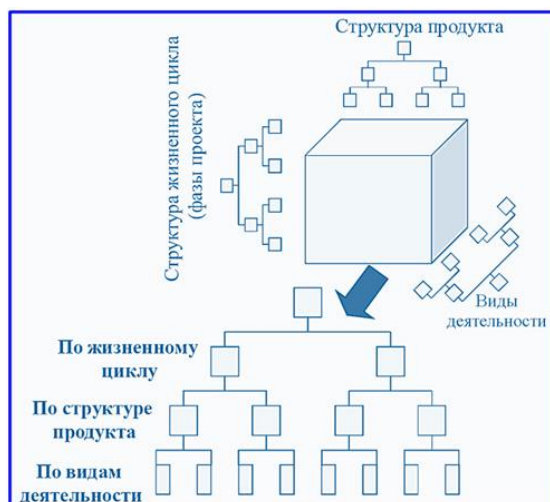 Структура продукта
Структура жизненного цикла
(фазы проекта)
Виды
деятельности
По жизненному
циклу
По структуре
продукта
По видам
деятельности